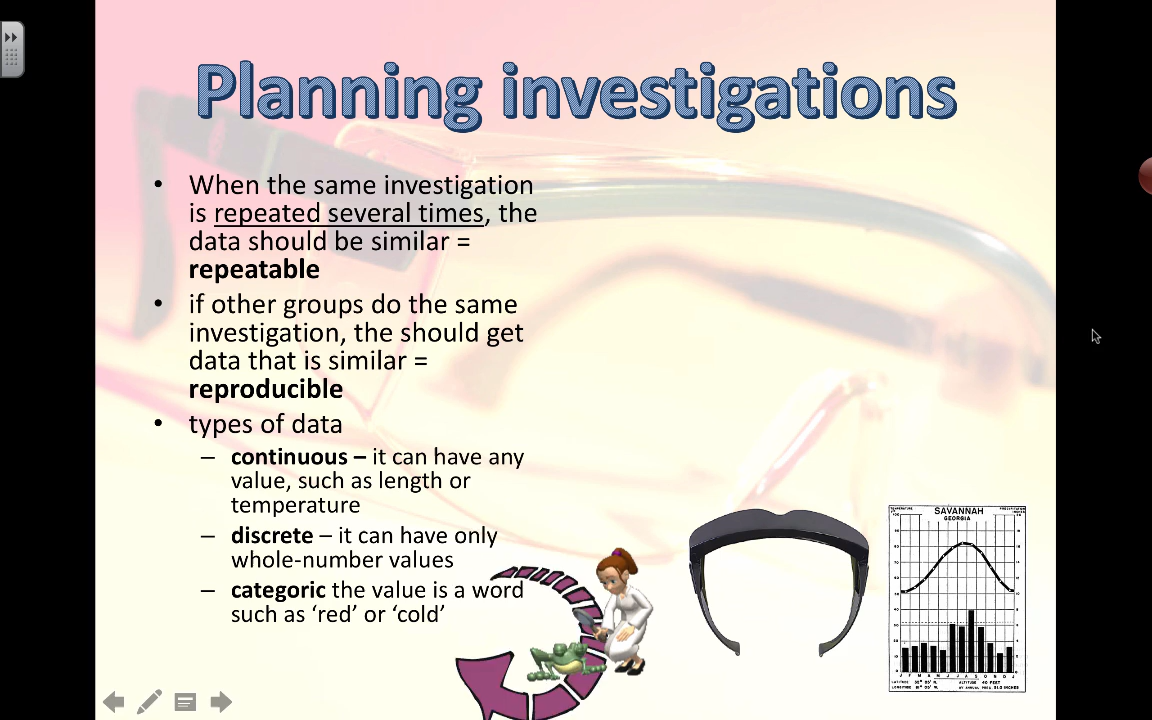 Planning investigations
• When the same investigation
is repeated several times, the
data should be similar =
repeatable
• if other groups do the same
investigation, the should get
data that is similar =
reproducible
• types of data
– continuous – it can have any
value, such as length or
temperature
– discrete – it can have only
whole-number values
– categoric the value is a word
such as ‘red’ or ‘cold’
SAVANNAH
GEORGIA
J F M A M J J A S O N D J